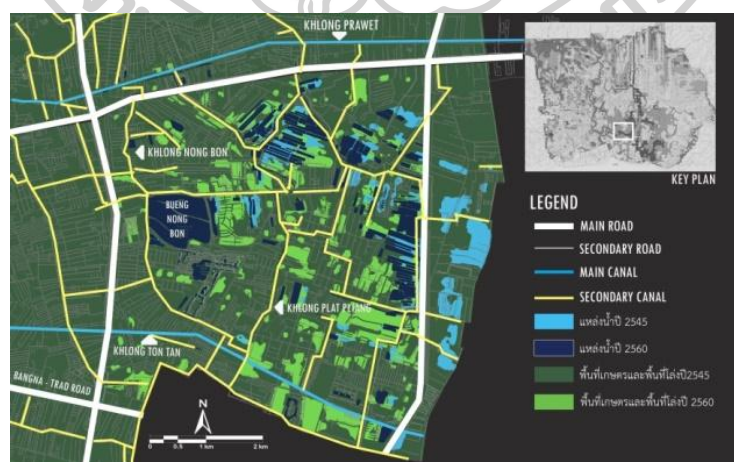 KHLONG PRAWET
KHLONG NONG BON
BUENG
NONG
BON
KHLONG PLAT PLIANG
KHLONG TON TAN
BANGNA - TRAD ROAD
N
0 0.5 1 km 2 km
KEY PLAN
LEGEND
MAIN ROAD
SECONDARY ROAD
MAIN CANAL
SECONDARY CANAL
แหล่งน้ำปี 2545
แหล่งน้ำปี 2560
พื้นที่เกษตรและพื้นที่โล่งปี2545
พื้นที่เกษตรและพื้นที่โล่งปี 2560